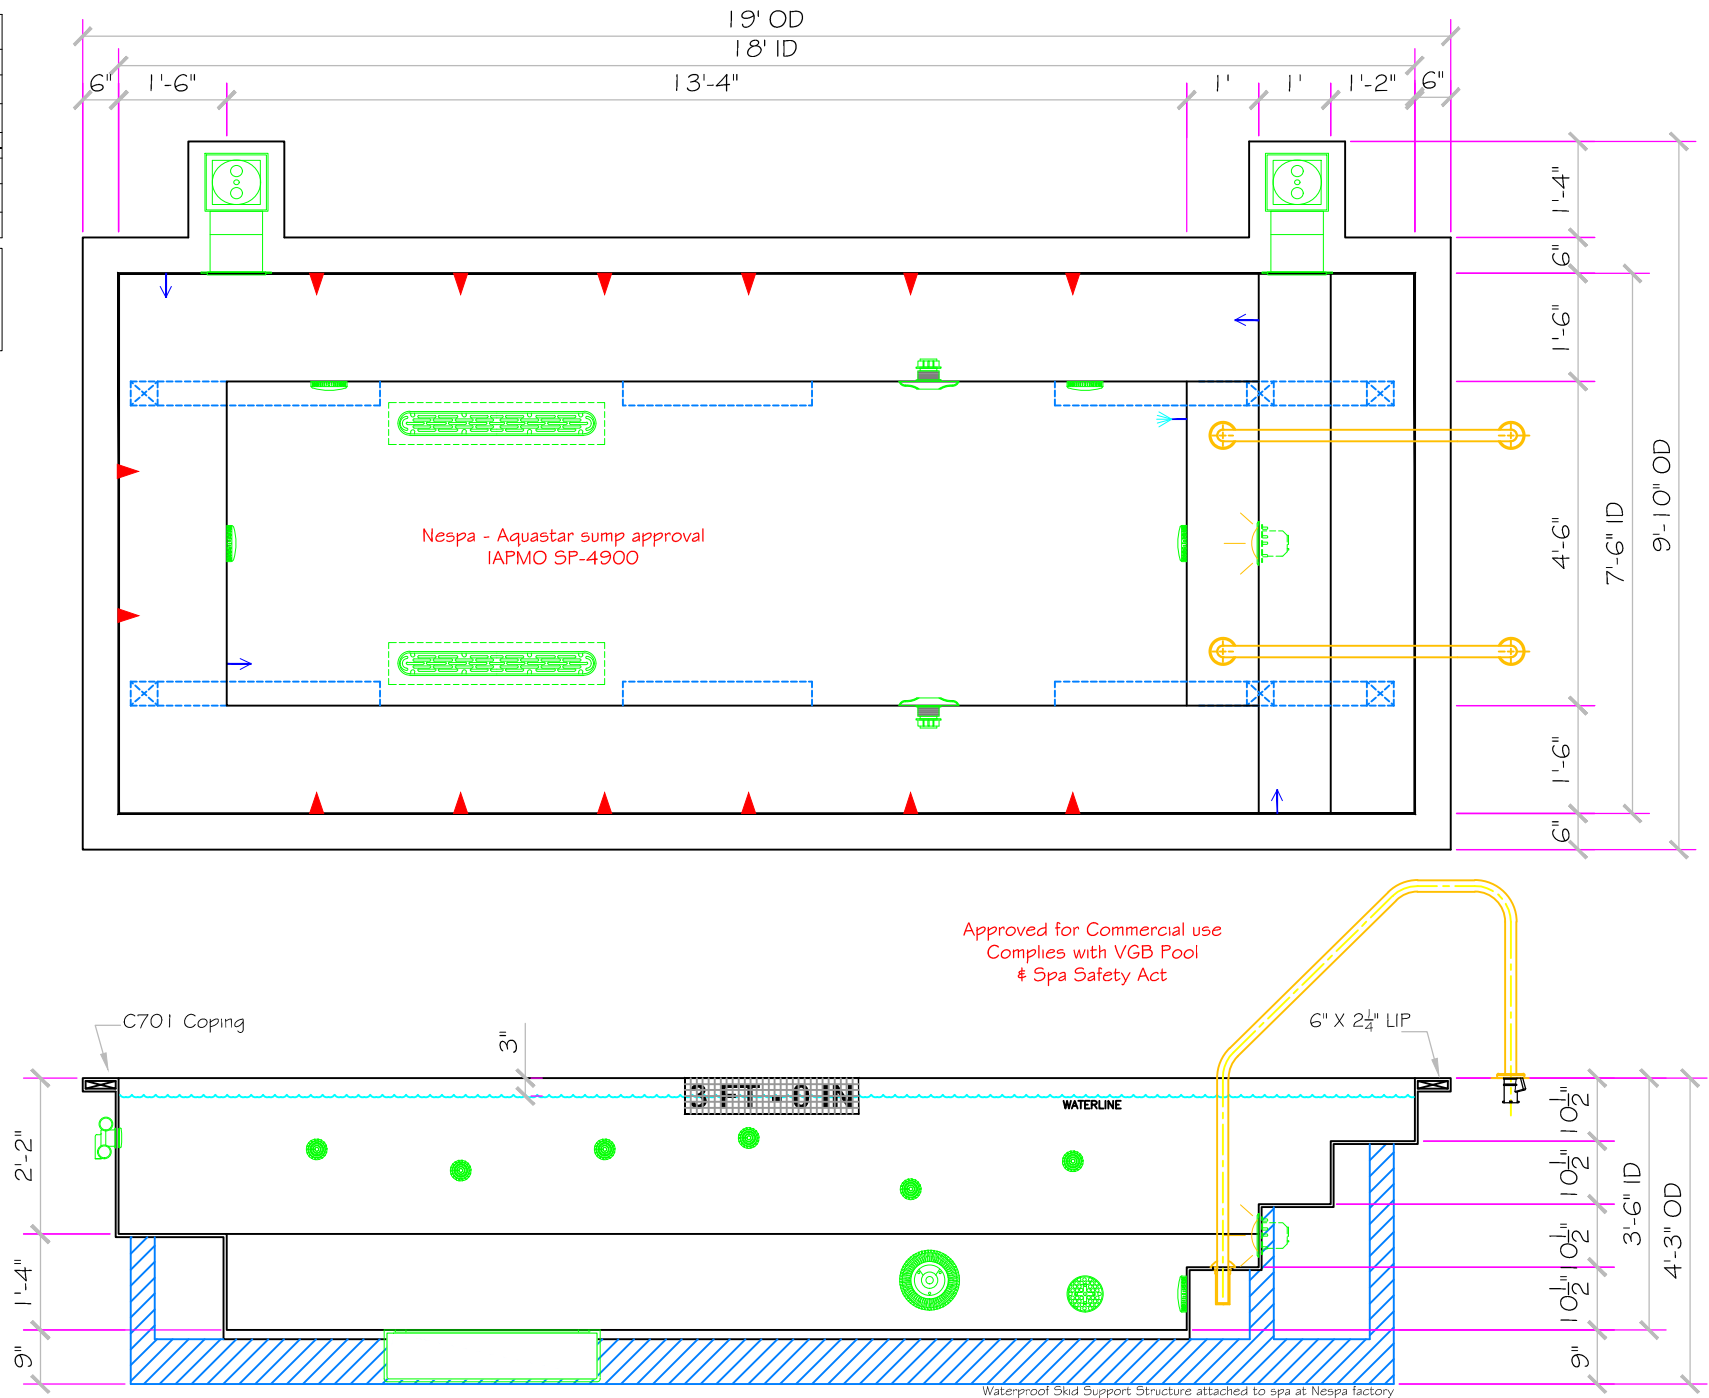 19' OD
18' ID
6" 1'-6" 13'-4" 1' 1' 1'-2" 6"
1'-4"
6"
1'-6"
4'-6"
7'-6" ID
9'-10" OD
1'-6"
6"
Nespa - Aquastar sump approval
IAPMO SP-4900
Approved for Commercial use
Complies with VGB Pool
& Spa Safety Act
C701 Coping
3"
6" X 2¼" LIP
3 FT - 0 IN
WATERLINE
2'-2"
1'-4"
9"
10½"
10½"
10½"
10½"
9"
3'-6" ID
4'-3" OD
Waterproof Skid Support Structure attached to spa at Nespa factory